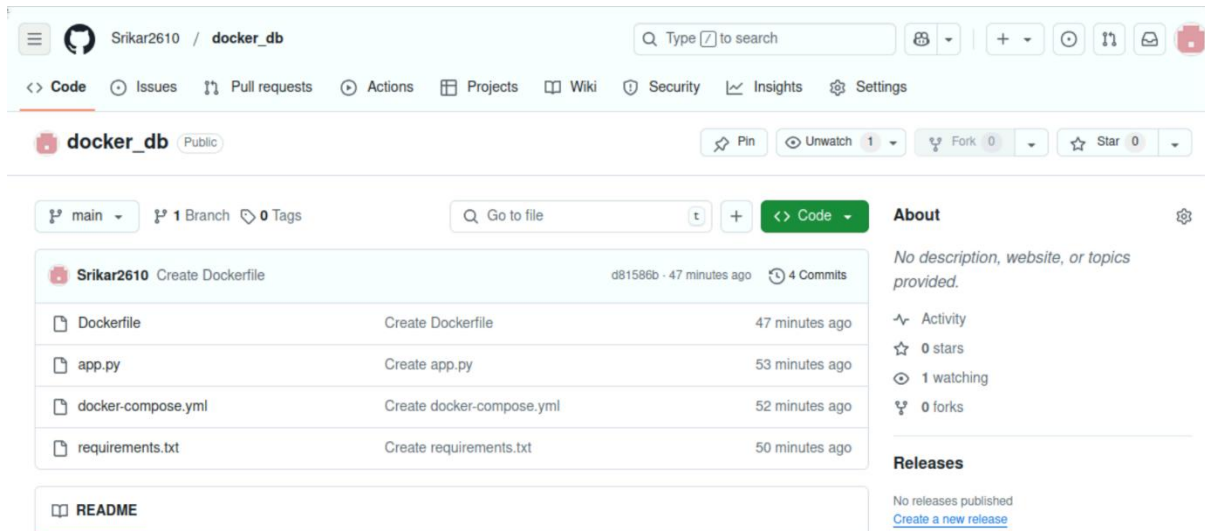 Srikar2610 / docker_db
Type / to search
Code Issues Pull requests Actions Projects Wiki Security Insights Settings
docker_db Public
Pin Unwatch 1 Fork 0 Star 0
main 1 Branch 0 Tags Go to file t + Code
Srikar2610 Create Dockerfile d81586b · 47 minutes ago 4 Commits
Dockerfile Create Dockerfile 47 minutes ago
app.py Create app.py 53 minutes ago
docker-compose.yml Create docker-compose.yml 52 minutes ago
requirements.txt Create requirements.txt 50 minutes ago
README
About
No description, website, or topics
provided.
Activity
0 stars
1 watching
0 forks
Releases
No releases published
Create a new release